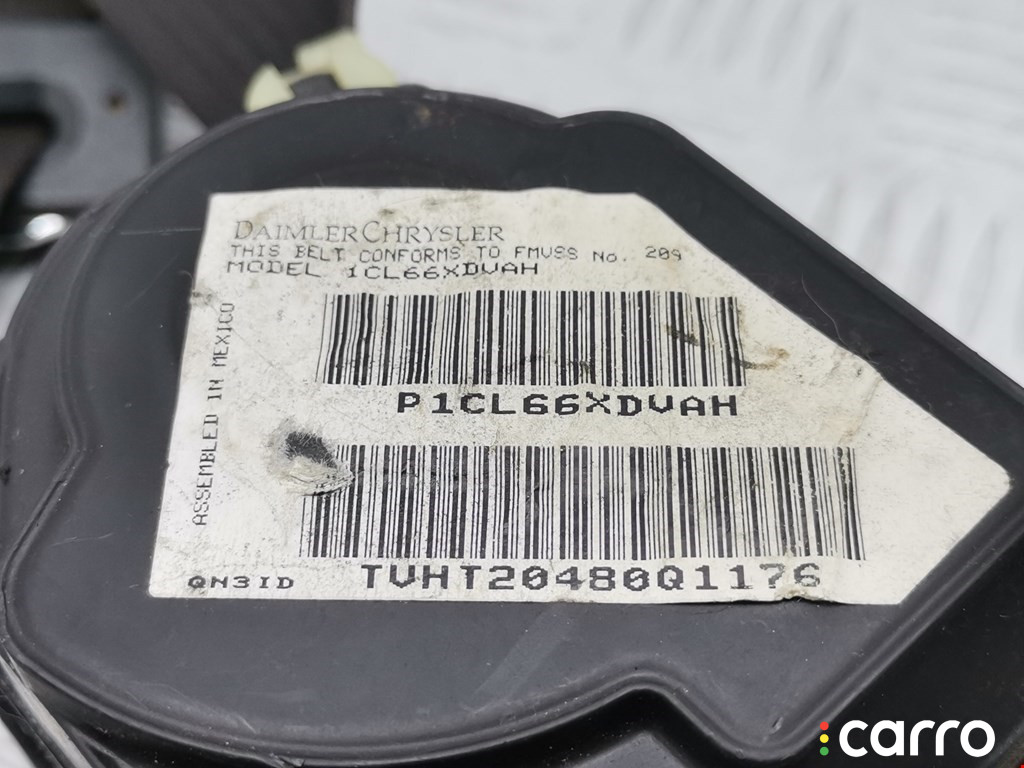 DAIMLERCHRYSLER
THIS BELT CONFORMS TO FMVSS No. 209
MODEL 1CL66XDVAH
ASSEMBLED IN MEXICO
P1CL66XDVAH
TVHT20480Q1176
QN3ID
carro